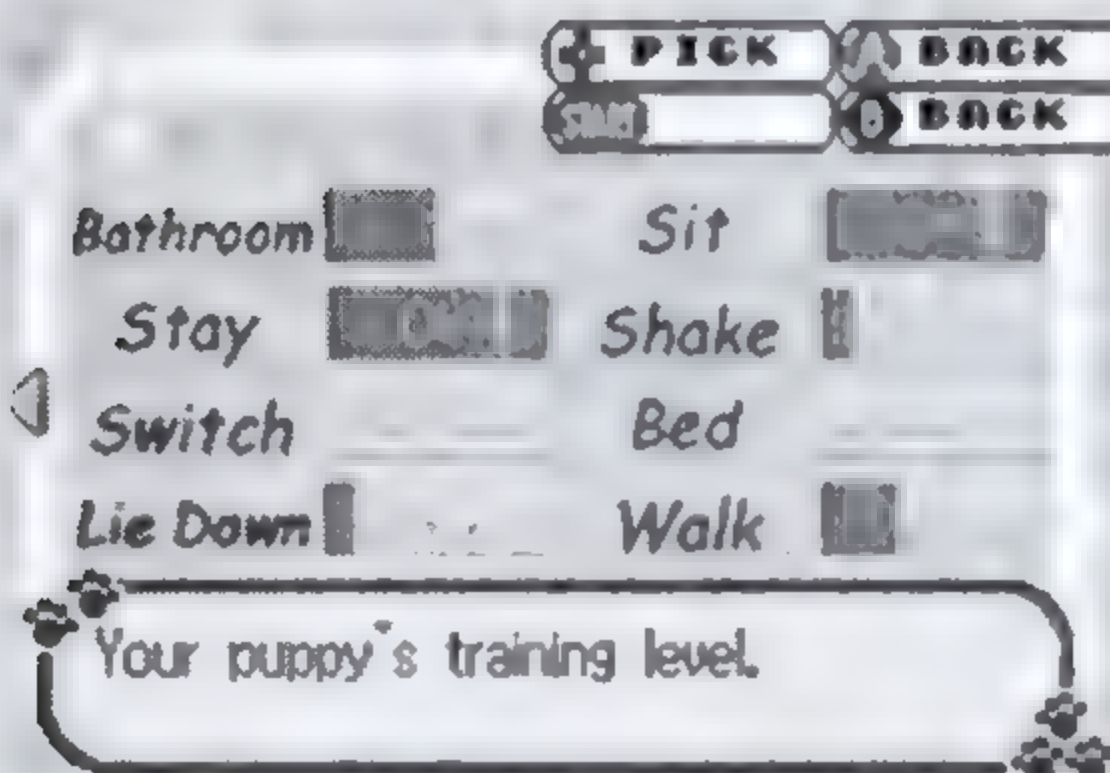 PICK A BACK
START B BACK
Bathroom Sit
Stay Shake
Switch Bed
Lie Down Walk
Your puppy's training level.